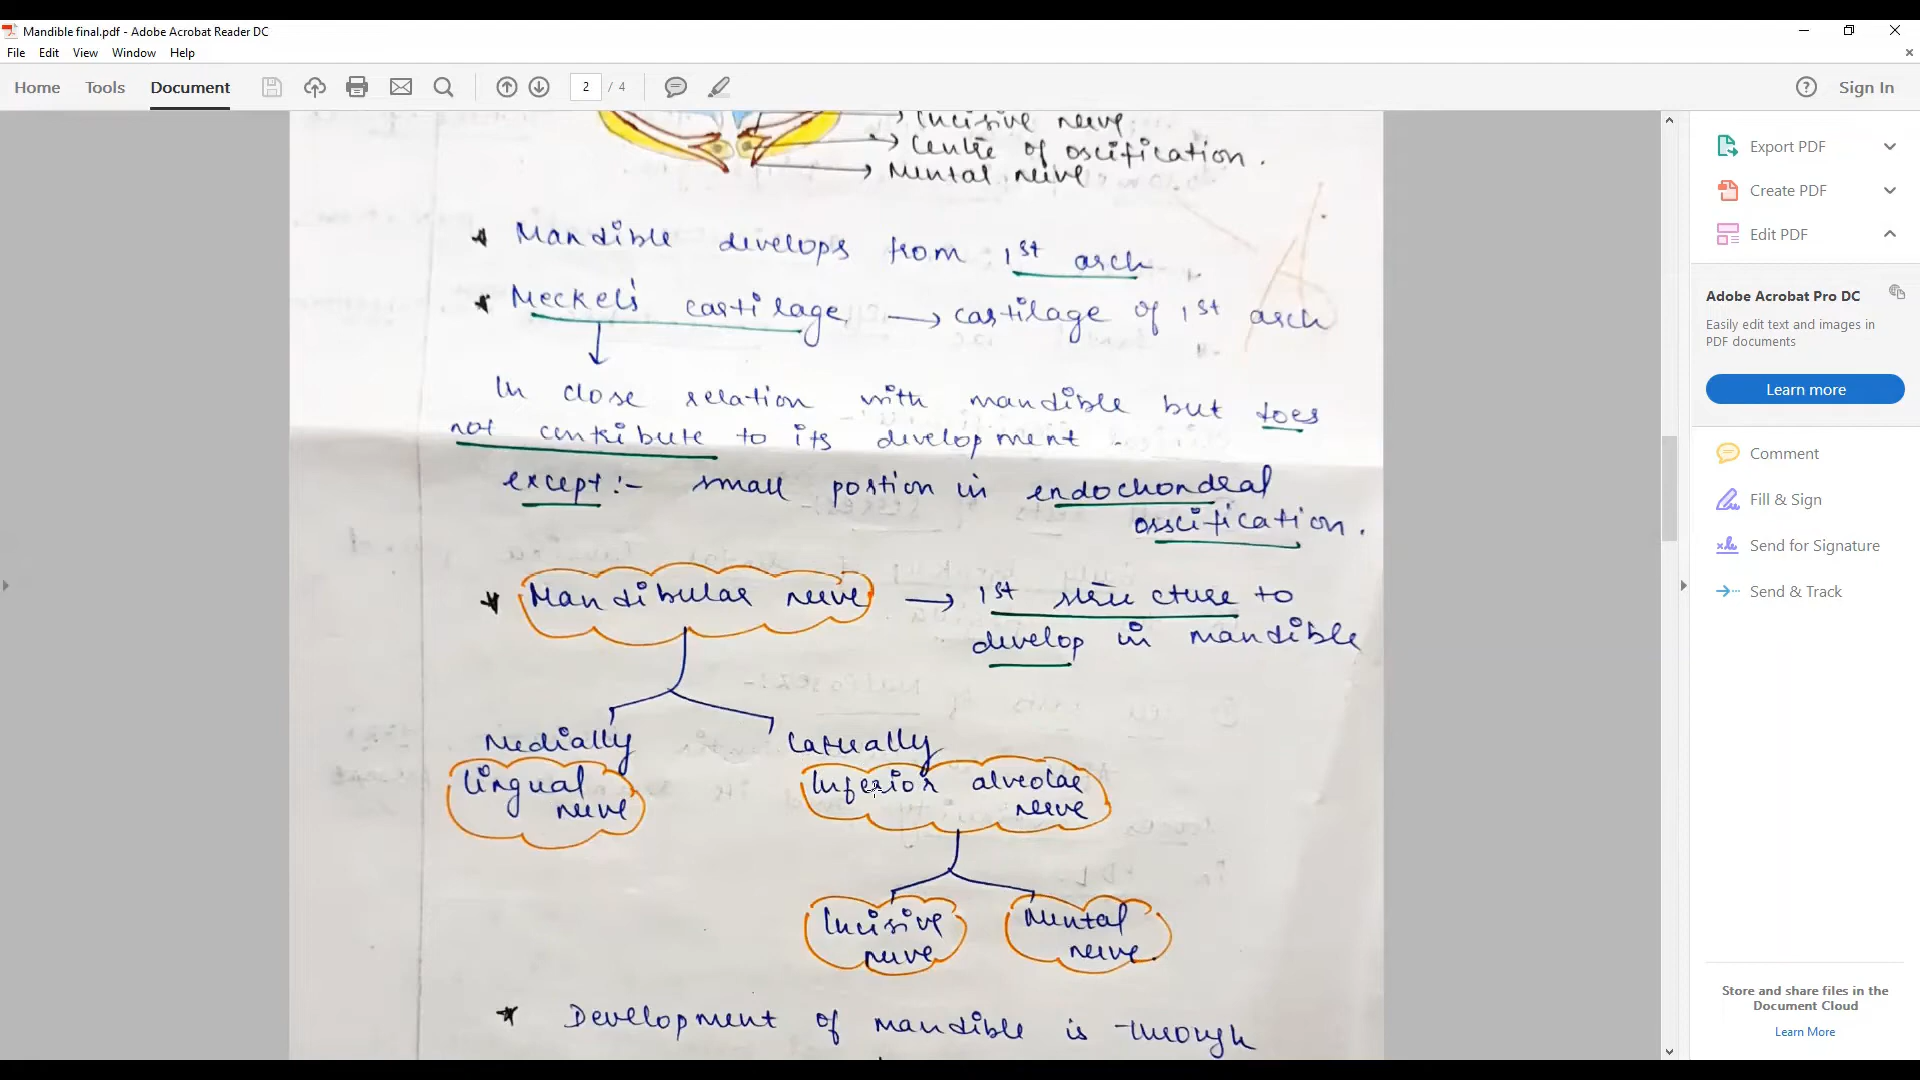 Mandible final.pdf - Adobe Acrobat Reader DC
File Edit View Window Help
Home Tools Document 2 / 4 Sign In
Incisive nerve
Centre of oscification.
Mental nerve
Mandible develops from 1st arch
Meckel's cartilage → cartilage of 1st arch
In close relation with mandible but does
not contribute to its development
except:- small portion in endochondral
osscification.
Mandibular nerve → 1st structure to
develop in mandible
Medially Laterally
lingual nerve
Inferior alveolar nerve
Incisive nerve
Mental nerve.
Development of mandible is through
Export PDF
Create PDF
Edit PDF
Adobe Acrobat Pro DC
Easily edit text and images in
PDF documents
Learn more
Comment
Fill & Sign
Send for Signature
Send & Track
Store and share files in the
Document Cloud
Learn More